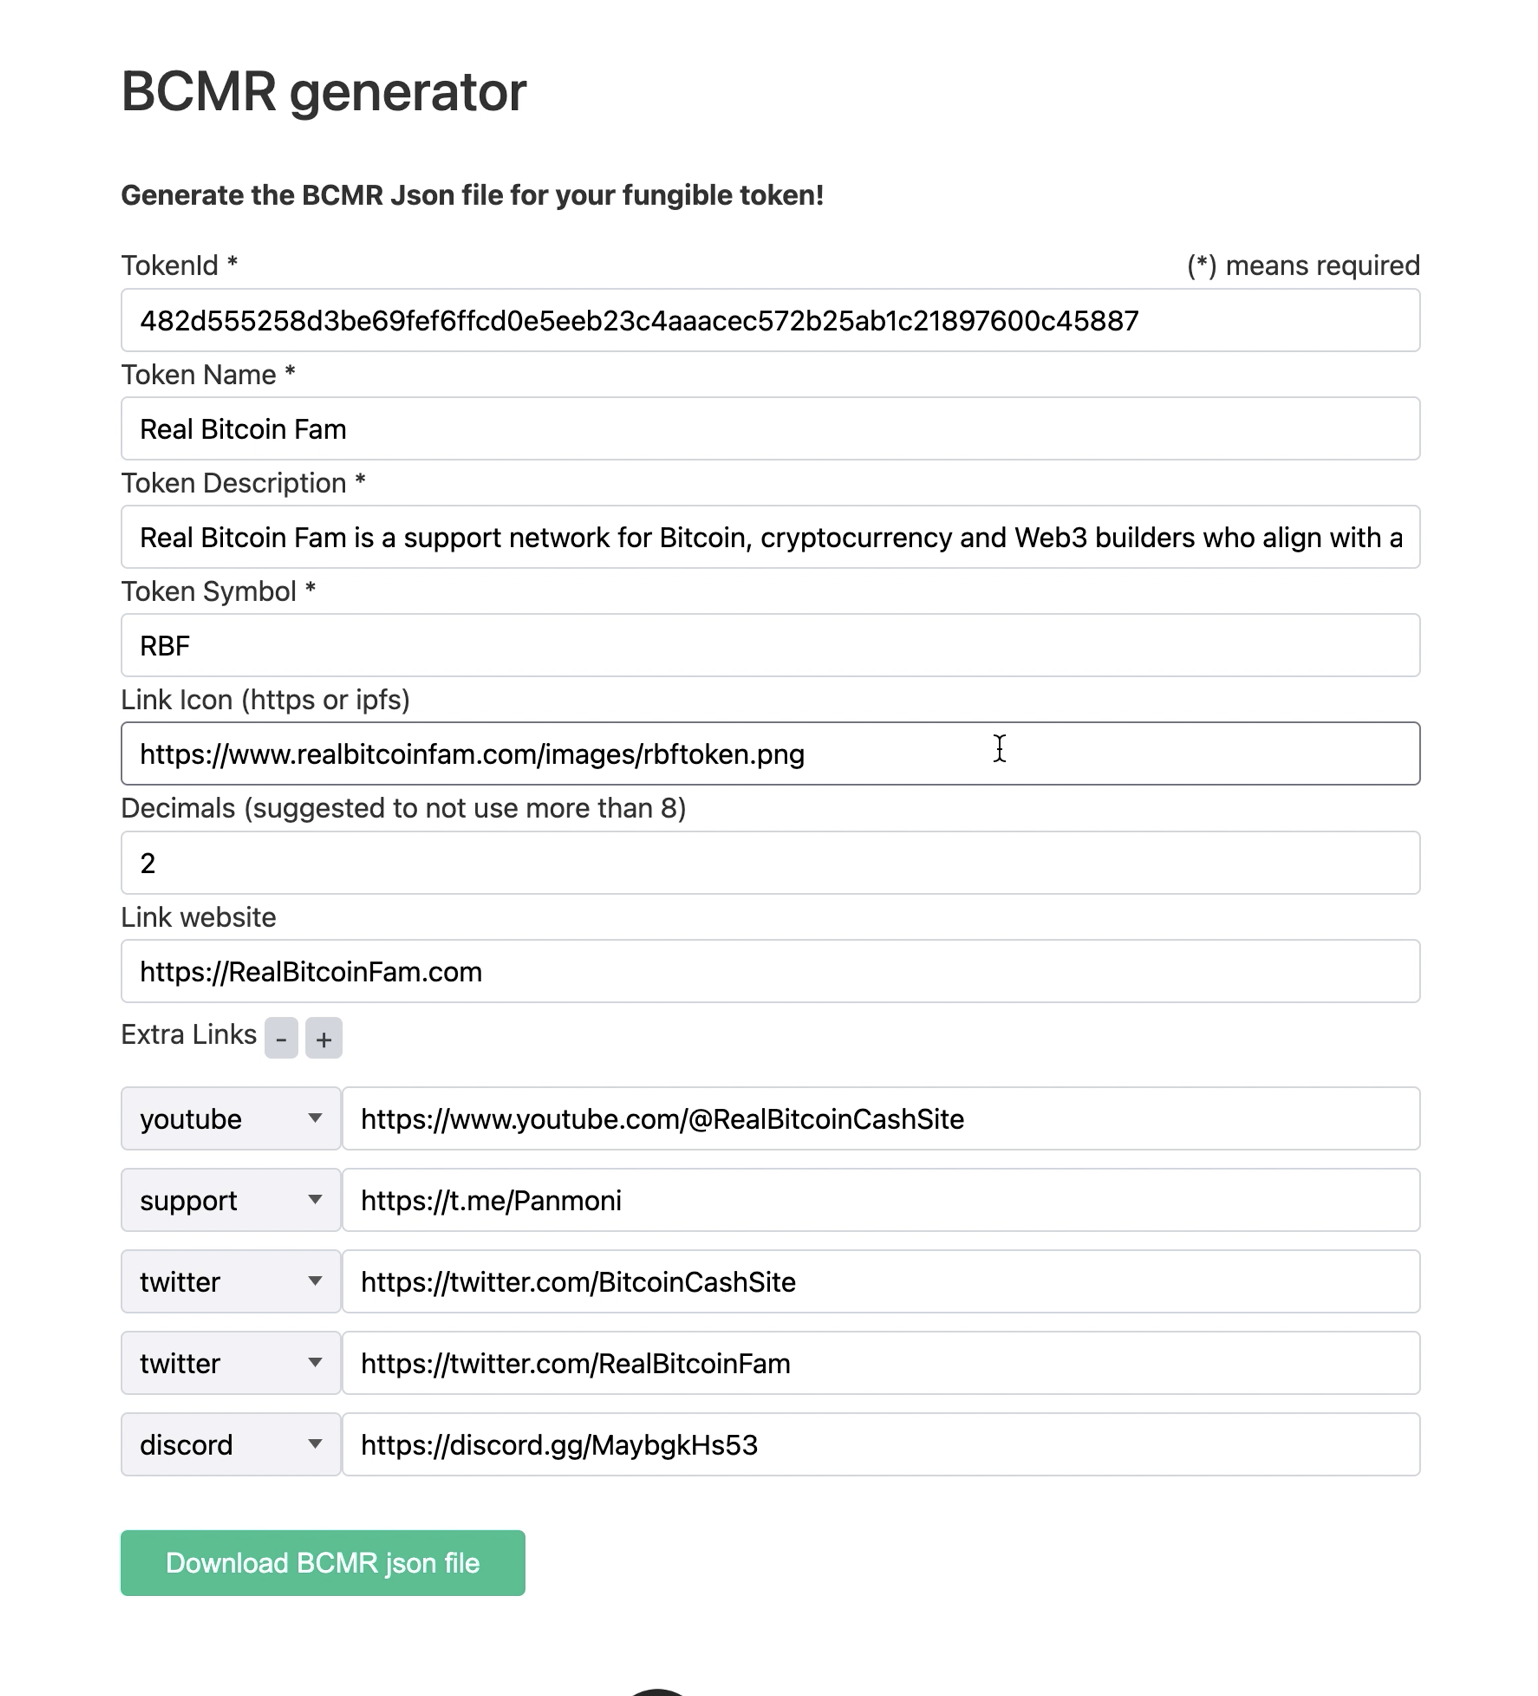 BCMR generator
Generate the BCMR Json file for your fungible token!
TokenId *
(*) means required
482d555258d3be69fef6ffcd0e5eeb23c4aaacec572b25ab1c21897600c45887
Token Name *
Real Bitcoin Fam
Token Description *
Real Bitcoin Fam is a support network for Bitcoin, cryptocurrency and Web3 builders who align with a
Token Symbol *
RBF
Link Icon (https or ipfs)
https://www.realbitcoinfam.com/images/rbftoken.png
Decimals (suggested to not use more than 8)
2
Link website
https://RealBitcoinFam.com
Extra Links - +
youtube https://www.youtube.com/@RealBitcoinCashSite
support https://t.me/Panmoni
twitter https://twitter.com/BitcoinCashSite
twitter https://twitter.com/RealBitcoinFam
discord https://discord.gg/MaybgkHs53
Download BCMR json file